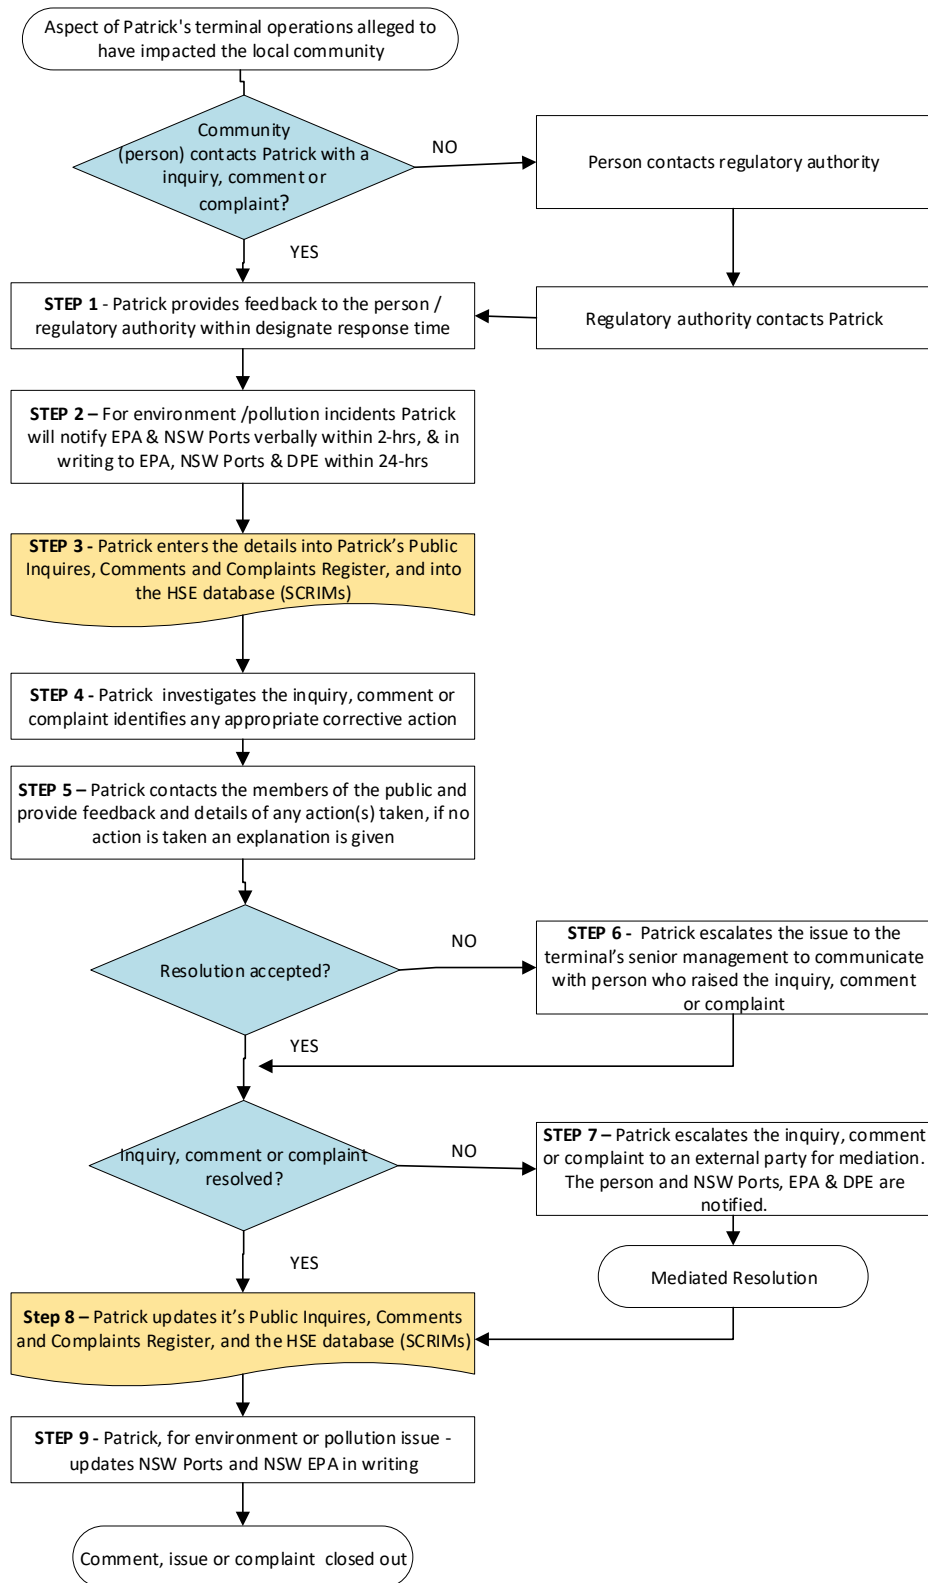 Aspect of Patrick's terminal operations alleged to
have impacted the local community
Community
(person) contacts Patrick with a
inquiry, comment or
complaint?
NO
Person contacts regulatory authority
YES
STEP 1 - Patrick provides feedback to the person /
regulatory authority within designate response time
Regulatory authority contacts Patrick
STEP 2 – For environment /pollution incidents Patrick
will notify EPA & NSW Ports verbally within 2-hrs, & in
writing to EPA, NSW Ports & DPE within 24-hrs
STEP 3 - Patrick enters the details into Patrick's Public
Inquires, Comments and Complaints Register, and into
the HSE database (SCRIMs)
STEP 4 - Patrick investigates the inquiry, comment or
complaint identifies any appropriate corrective action
STEP 5 – Patrick contacts the members of the public and
provide feedback and details of any action(s) taken, if no
action is taken an explanation is given
Resolution accepted?
NO
STEP 6 - Patrick escalates the issue to the
terminal's senior management to communicate
with person who raised the inquiry, comment
or complaint
YES
Inquiry, comment or complaint
resolved?
NO
STEP 7 – Patrick escalates the inquiry, comment
or complaint to an external party for mediation.
The person and NSW Ports, EPA & DPE are
notified.
YES
Mediated Resolution
Step 8 – Patrick updates it's Public Inquires, Comments
and Complaints Register, and the HSE database (SCRIMs)
STEP 9 - Patrick, for environment or pollution issue -
updates NSW Ports and NSW EPA in writing
Comment, issue or complaint closed out